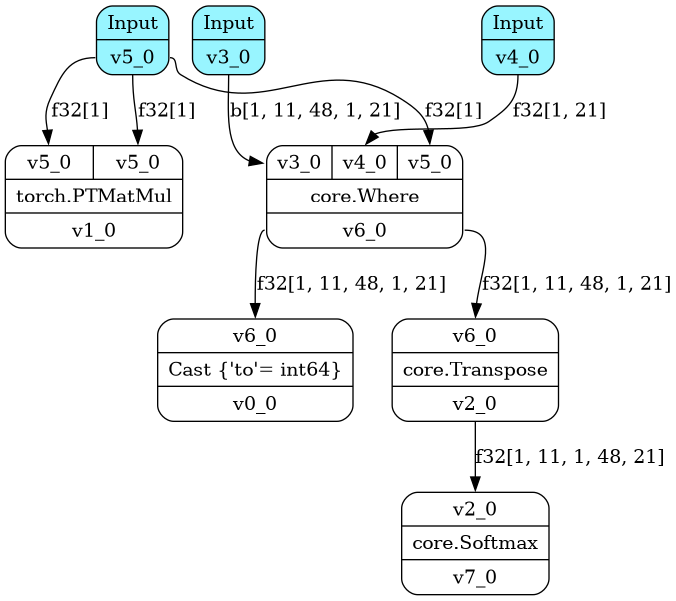 Input
v5_0
Input
v3_0
Input
v4_0
f32[1]
f32[1]
b[1, 11, 48, 1, 21]
f32[1]
f32[1, 21]
v5_0
v5_0
torch.PTMatMul
v1_0
v3_0
v4_0
v5_0
core.Where
v6_0
f32[1, 11, 48, 1, 21]
f32[1, 11, 48, 1, 21]
v6_0
Cast {'to'= int64}
v0_0
v6_0
core.Transpose
v2_0
f32[1, 11, 1, 48, 21]
v2_0
core.Softmax
v7_0